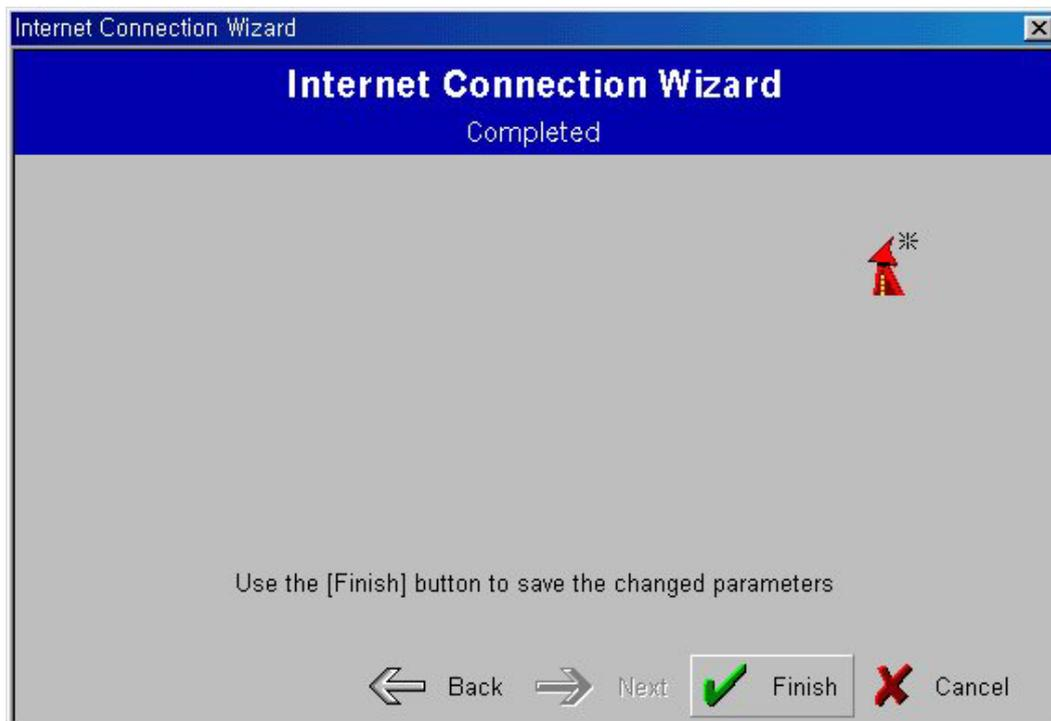 Internet Connection Wizard
Internet Connection Wizard
Completed
Use the [Finish] button to save the changed parameters
Back Next Finish Cancel